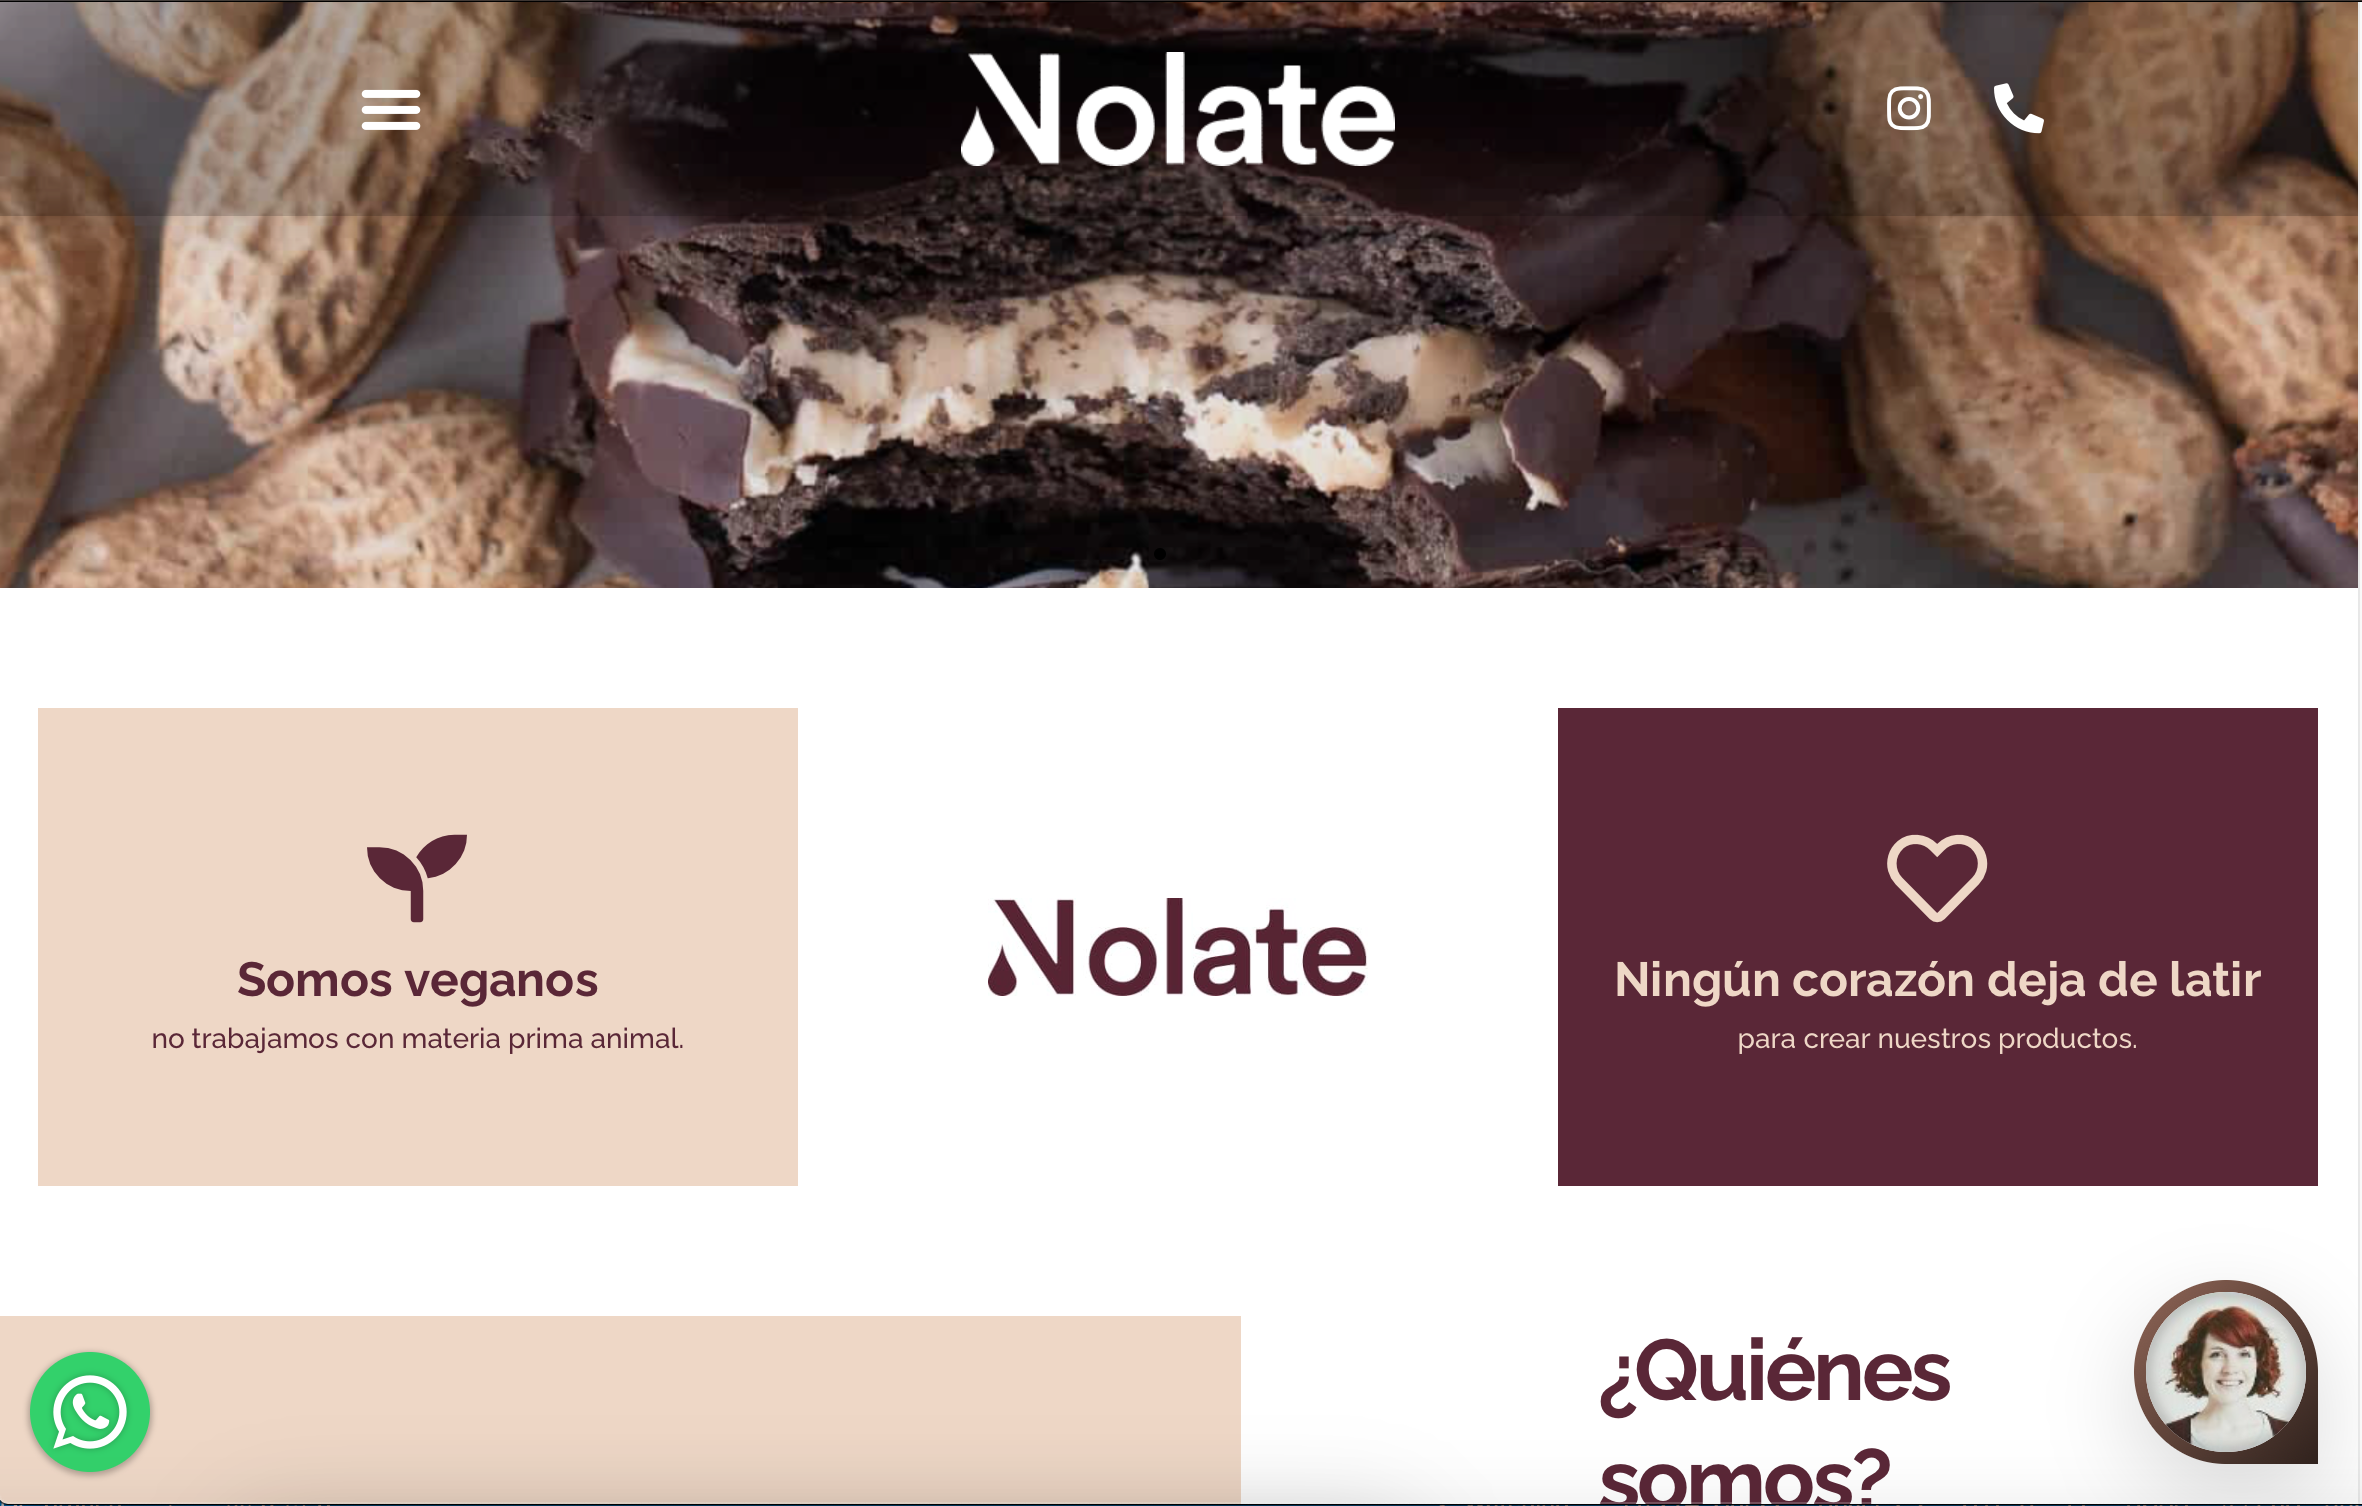 Nolate
Somos veganos
no trabajamos con materia prima animal.
Nolate
Ningún corazón deja de latir
para crear nuestros productos.
¿Quiénes
somos?